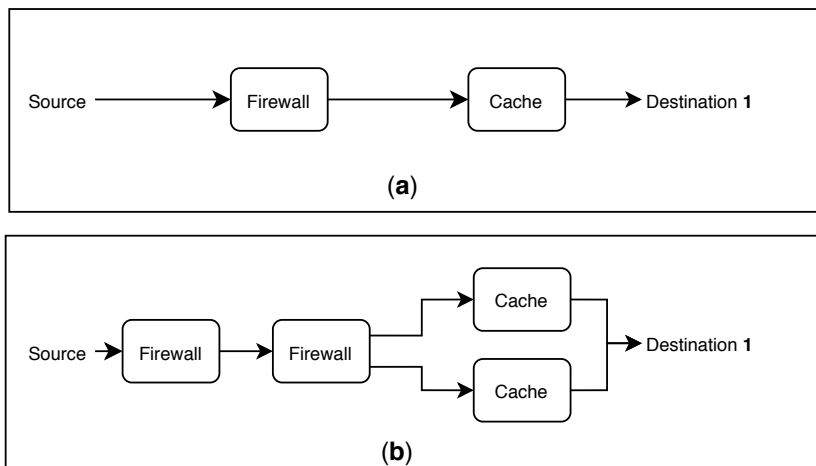 Source
Firewall
Cache
Destination 1
(a)
Cache
Source
Firewall
Firewall
Destination 1
Cache
(b)